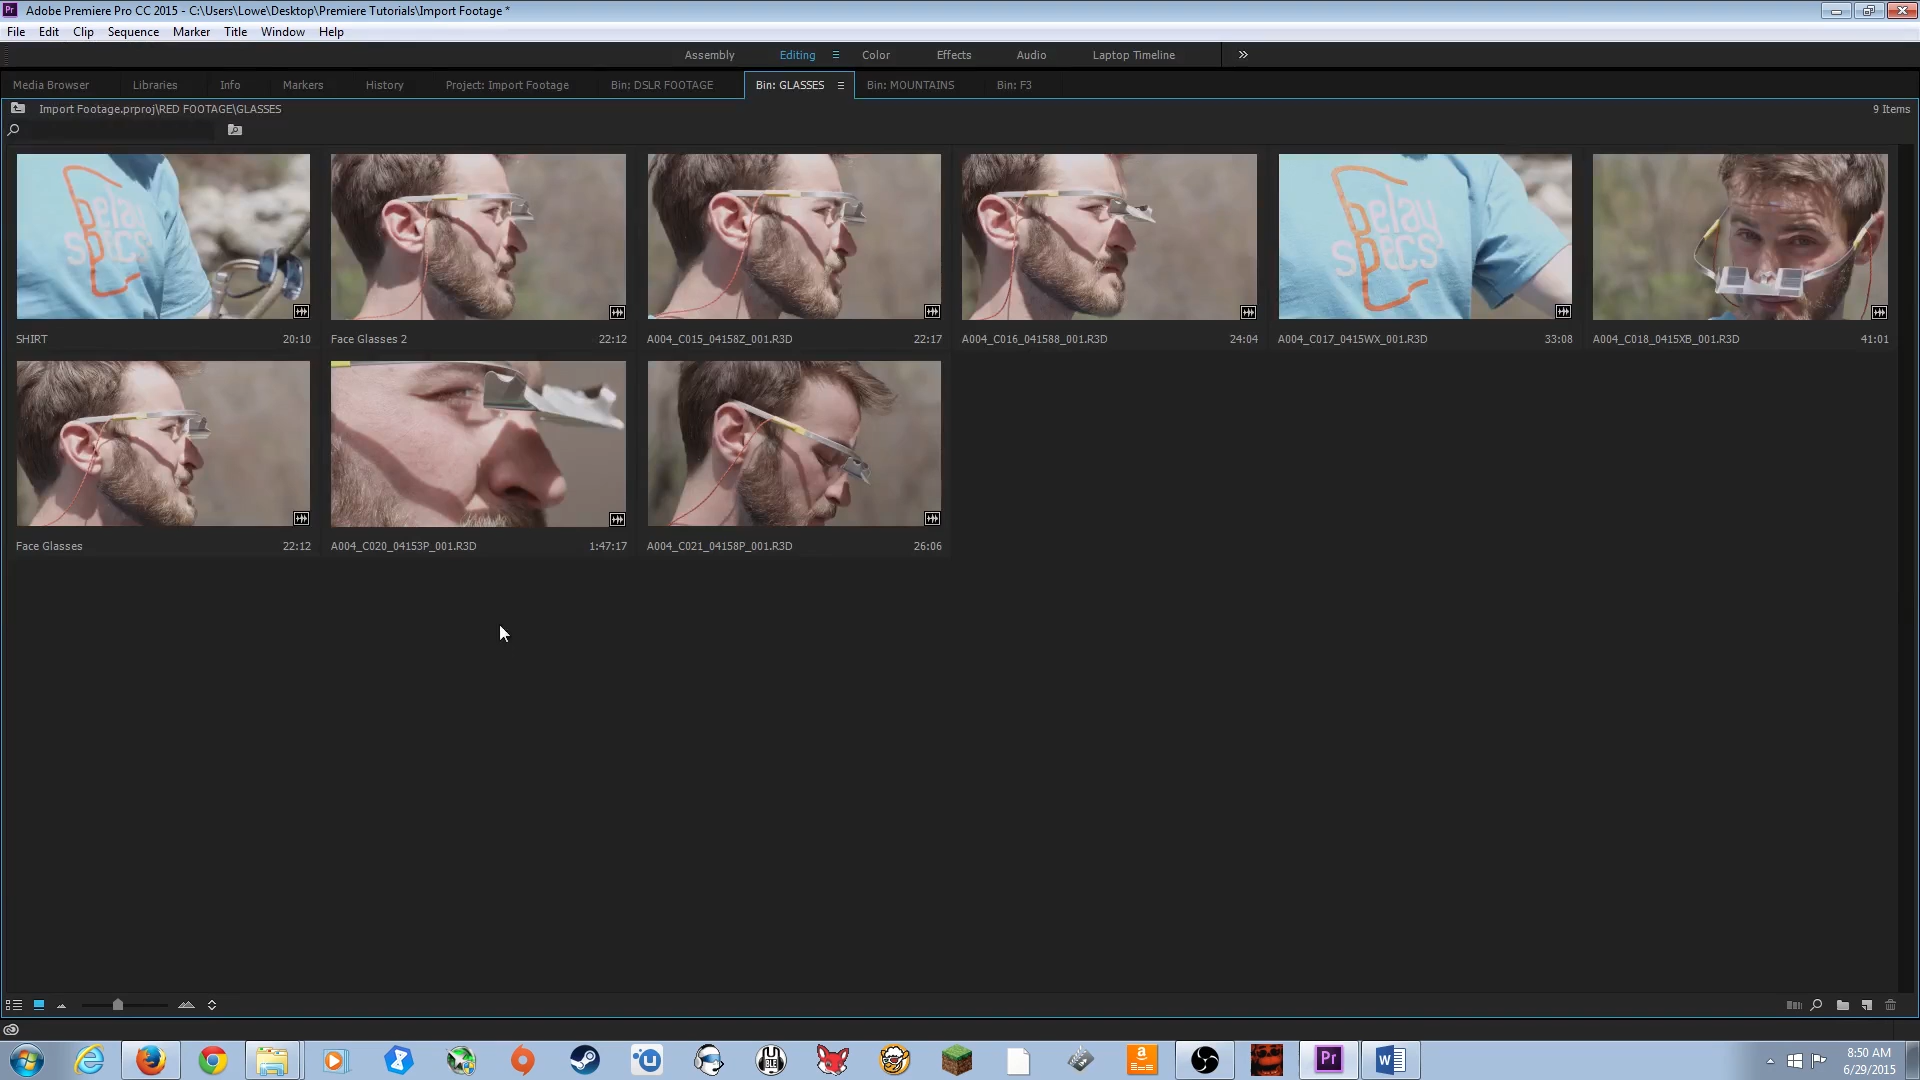 Adobe Premiere Pro CC 2015 - C:\Users\Lowe\Desktop\Premiere Tutorials\Import Footage *
File Edit Clip Sequence Marker Title Window Help
Assembly Editing Color Effects Audio Laptop Timeline
Media Browser Libraries Info Markers History Project: Import Footage Bin: DSLR FOOTAGE Bin: GLASSES Bin: MOUNTAINS Bin: F3
Import Footage.prproj\RED FOOTAGE\GLASSES 9 Items
Belay
SPECS
Belay
SPECS
SHIRT 20:10 Face Glasses 2 22:12 A004_C015_04158Z_001.R3D 22:17 A004_C016_041588_001.R3D 24:04 A004_C017_0415WX_001.R3D 33:08 A004_C018_0415XB_001.R3D 41:01
Face Glasses 22:12 A004_C020_04153P_001.R3D 1:47:17 A004_C021_04158P_001.R3D 26:06
8:50 AM
6/29/2015